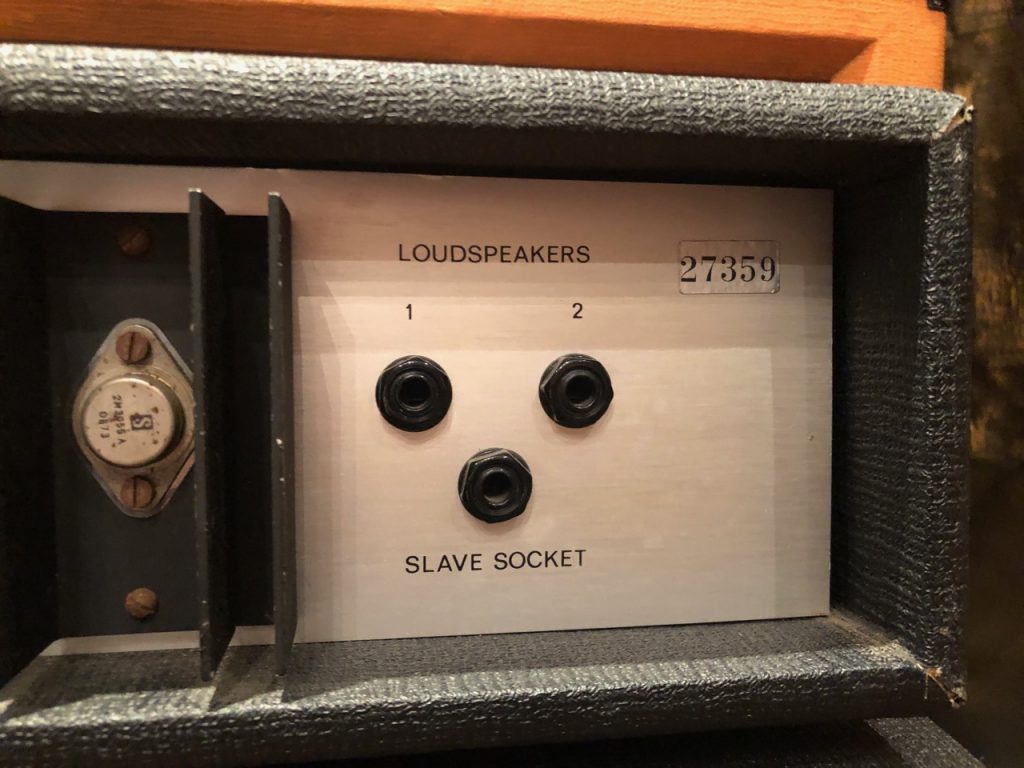 LOUDSPEAKERS
27359
1 2
SLAVE SOCKET
S